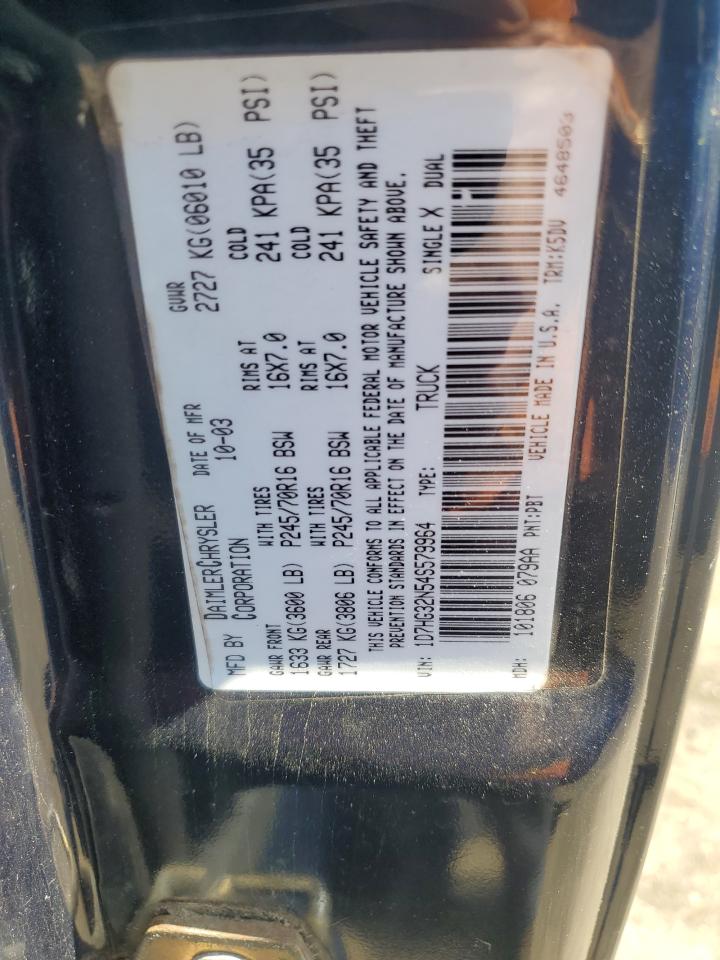 MFD BY DAIMLERCHRYSLER DATE OF MFR GVWR
CORPORATION 10-03 2727 KG(06010 LB)
GAWR FRONT WITH TIRES RIMS AT COLD
1633 KG(3600 LB) P245/70R16 BSW 16X7.0 241 KPA(35 PSI)
GAWR REAR WITH TIRES RIMS AT COLD
1727 KG(3806 LB) P245/70R16 BSW 16X7.0 241 KPA(35 PSI)
THIS VEHICLE CONFORMS TO ALL APPLICABLE FEDERAL MOTOR VEHICLE SAFETY AND THEFT
PREVENTION STANDARDS IN EFFECT ON THE DATE OF MANUFACTURE SHOWN ABOVE.
VIN: 1D7HG32N54S579964 TYPE: TRUCK SINGLE X DUAL
MDH: 101806 079AA PNT:PBT VEHICLE MADE IN U.S.A. TRM:K5DV 4648503